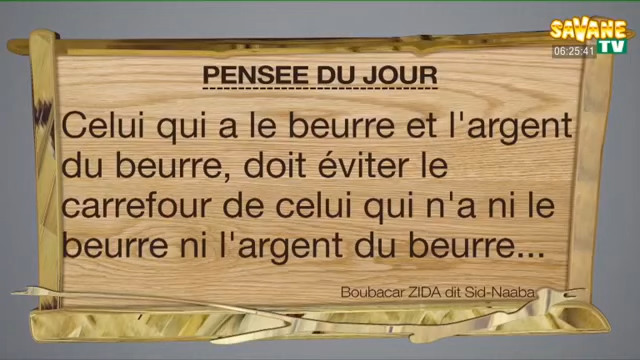 SAVANE
TV
06:25:41
PENSEE DU JOUR
Celui qui a le beurre et l'argent
du beurre, doit éviter le
carrefour de celui qui n'a ni le
beurre ni l'argent du beurre...
Boubacar ZIDA dit Sid-Naaba